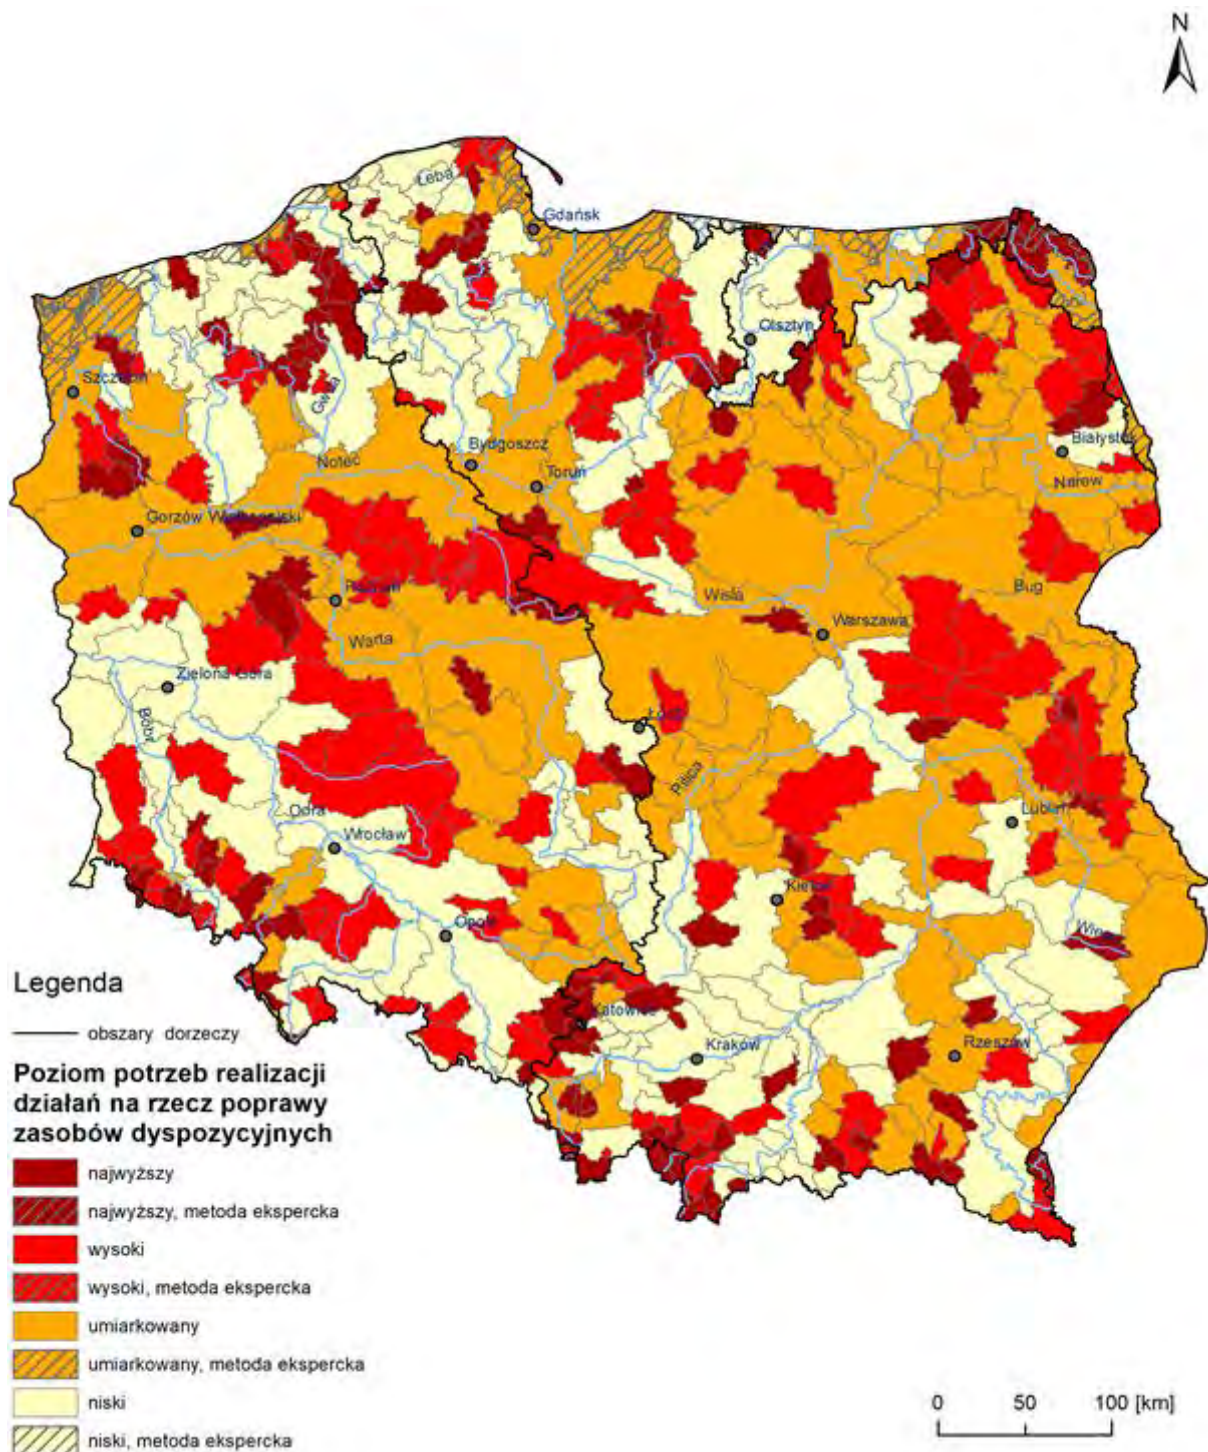 N
Łeba
Gdańsk
Olsztyn
Szczecin
Gwda
Bydgoszcz
Białystok
Noteć
Toruń
Narew
Gorzów Wielkopolski
Poznań
Bug
Wisła
Warszawa
Warta
Zielona Góra
Bóbr
Łódź
Pilica
Odra
Lublin
Wrocław
Kielce
Opole
Wieprz
Legenda
Katowice
obszary dorzeczy
Kraków
Rzeszów
Poziom potrzeb realizacji
działań na rzecz poprawy
zasobów dyspozycyjnych
najwyższy
najwyższy, metoda ekspercka
wysoki
wysoki, metoda ekspercka
umiarkowany
umiarkowany, metoda ekspercka
niski
niski, metoda ekspercka
0 50 100 [km]